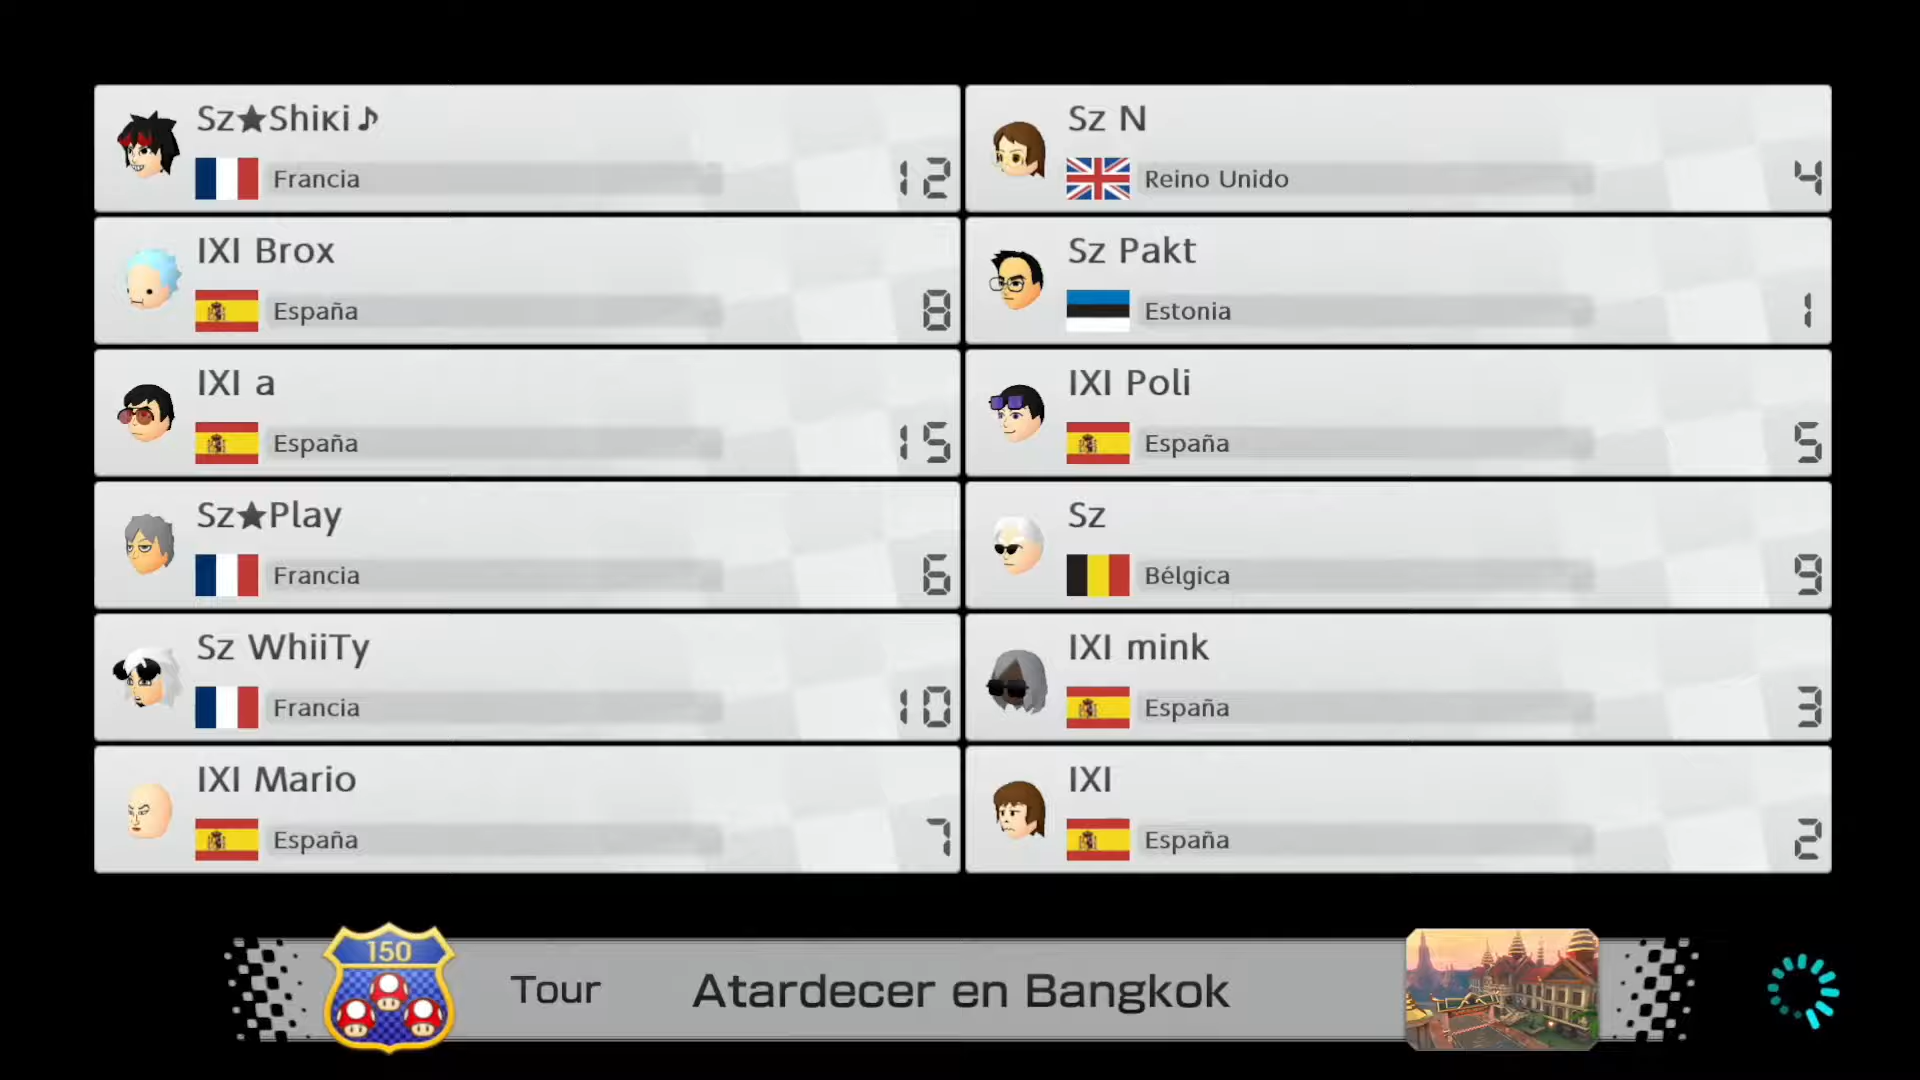 Sz★Shiкi♪
Francia
12
IXI Brox
España
8
IXI a
España
15
Sz★Play
Francia
6
Sz WhiiTy
Francia
10
IXI Mario
España
7
Sz N
Reino Unido
4
Sz Pakt
Estonia
1
IXI Poli
España
5
Sz
Bélgica
9
IXI mink
España
3
IXI
España
2
150
Tour Atardecer en Bangkok